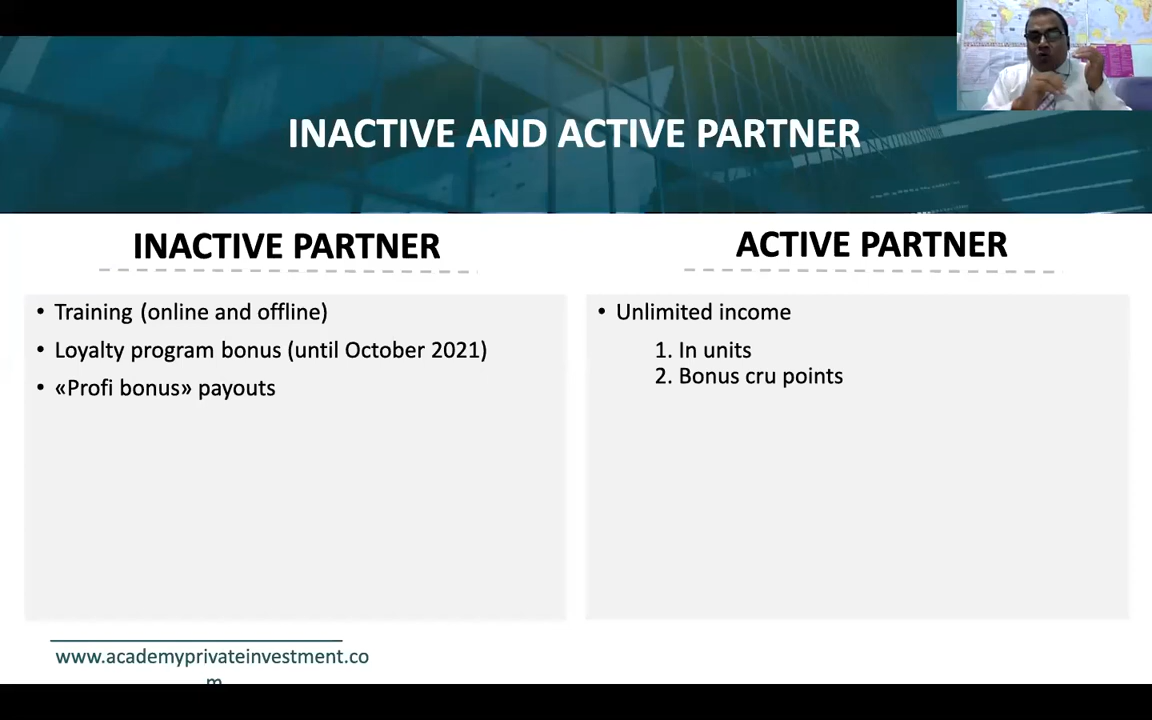 INACTIVE AND ACTIVE PARTNER
INACTIVE PARTNER
• Training (online and offline)
• Loyalty program bonus (until October 2021)
• «Profi bonus» payouts
ACTIVE PARTNER
• Unlimited income
1. In units
2. Bonus cru points
www.academyprivateinvestment.co
m